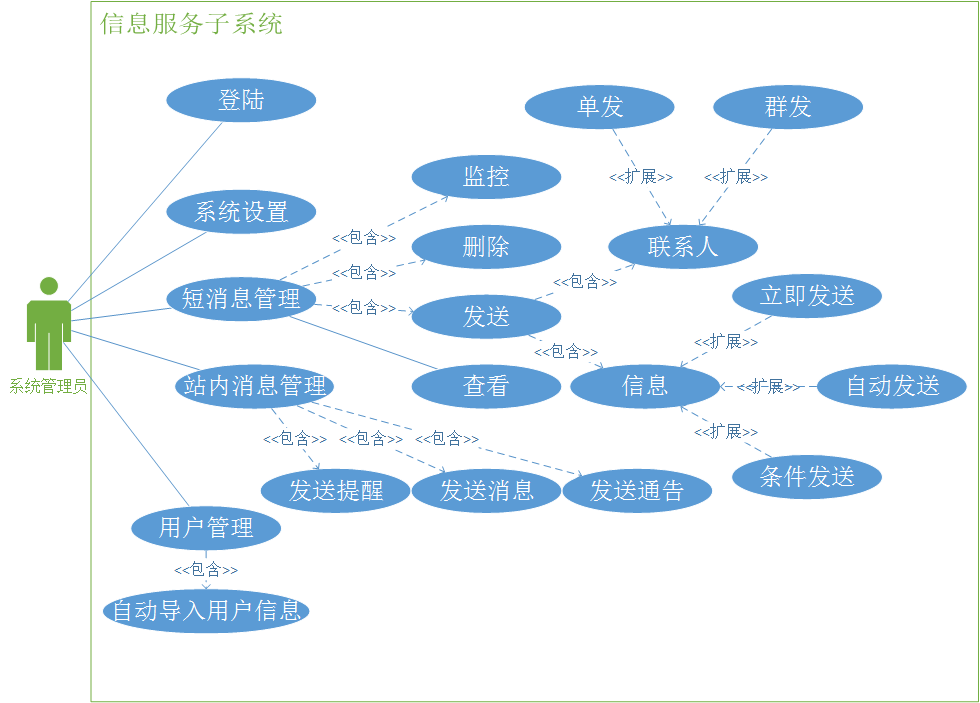 信息服务子系统
登陆
单发
群发
监控
<<扩展>>
<<扩展>>
系统设置
<<包含>>
删除
联系人
<<包含>>
<<包含>>
短消息管理
立即发送
<<包含>>
发送
<<扩展>>
<<包含>>
系统管理员
站内消息管理
查看
信息
<<扩展>>
自动发送
<<扩展>>
<<包含>>
<<包含>>
<<包含>>
条件发送
发送提醒
发送消息
发送通告
用户管理
<<包含>>
自动导入用户信息